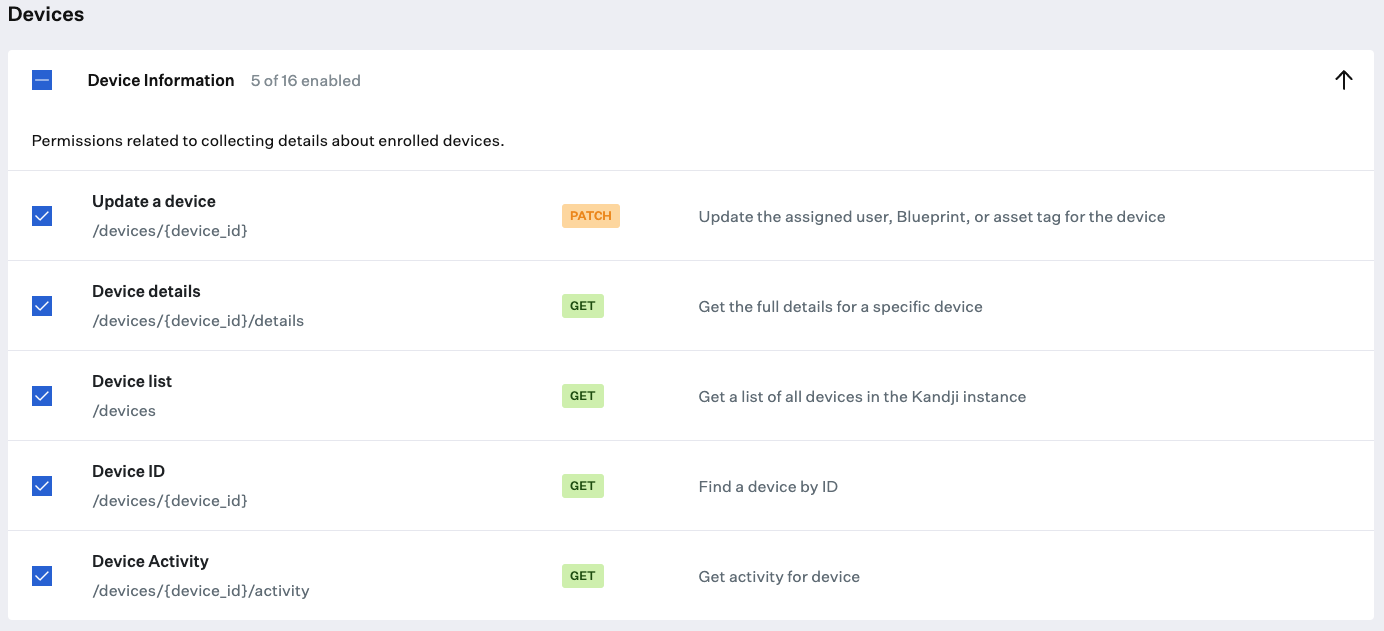 Devices
Device Information 5 of 16 enabled
Permissions related to collecting details about enrolled devices.
Update a device
/devices/{device_id}
PATCH
Update the assigned user, Blueprint, or asset tag for the device
Device details
/devices/{device_id}/details
GET
Get the full details for a specific device
Device list
/devices
GET
Get a list of all devices in the Kandji instance
Device ID
/devices/{device_id}
GET
Find a device by ID
Device Activity
/devices/{device_id}/activity
GET
Get activity for device